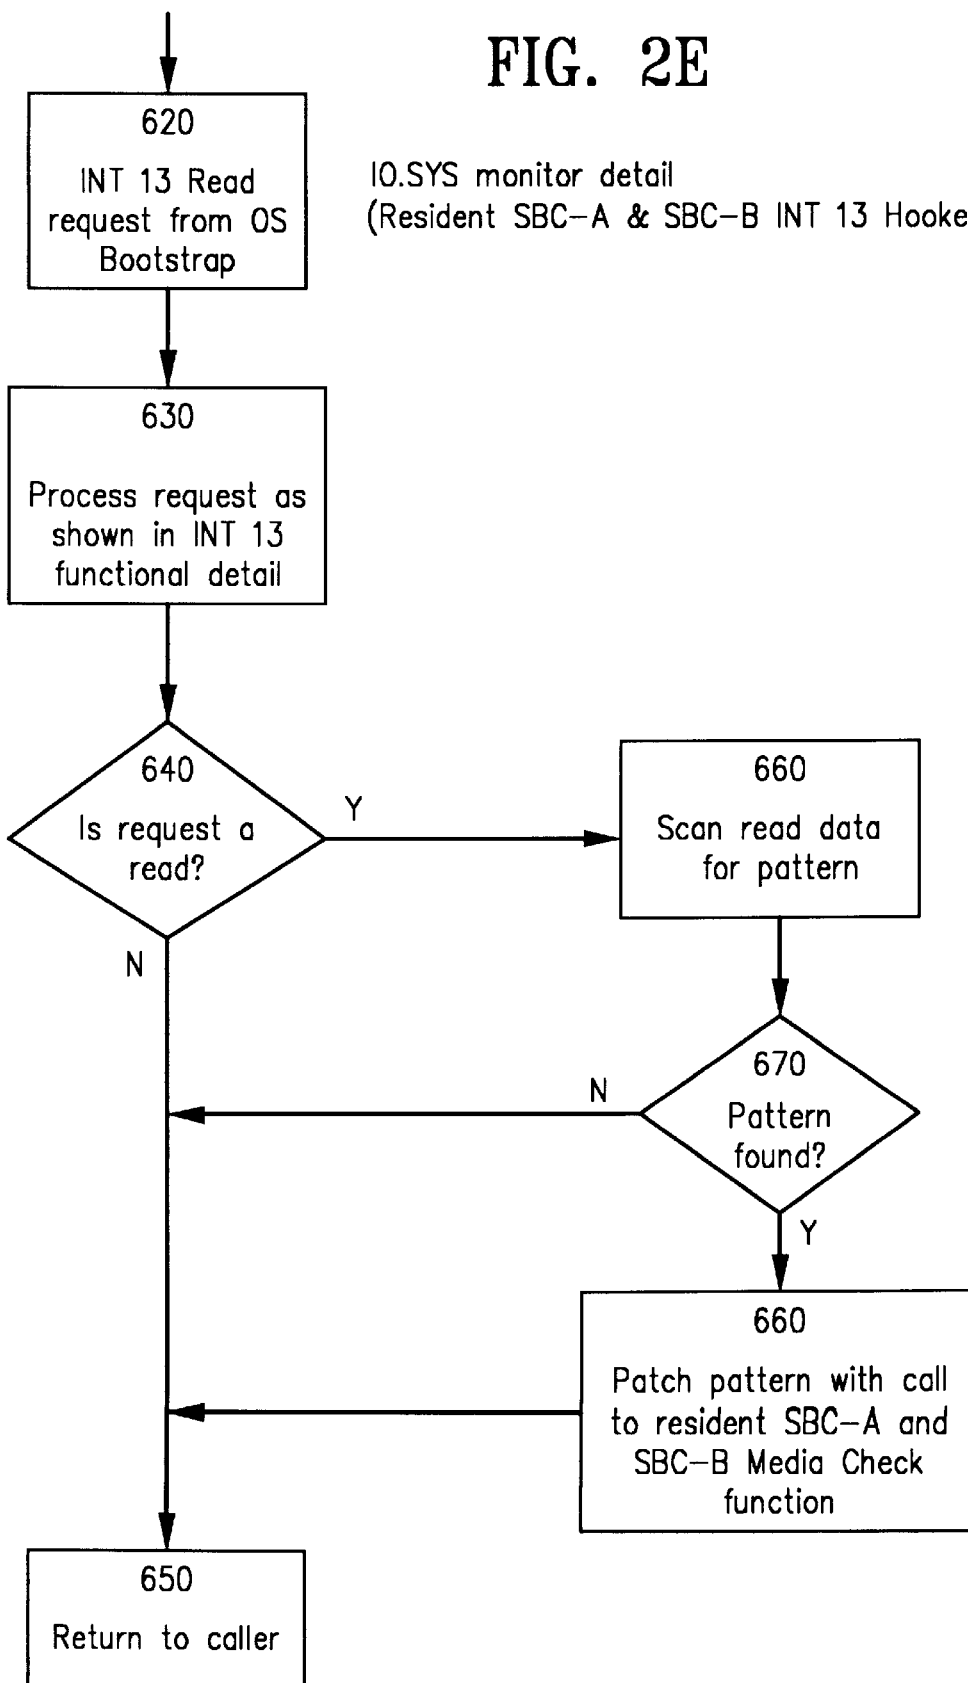 FIG. 2E
IO.SYS monitor detail
(Resident SBC-A & SBC-B INT 13 Hooke
620
INT 13 Read
request from OS
Bootstrap
630
Process request as
shown in INT 13
functional detail
640
Is request a
read?
Y
N
660
Scan read data
for pattern
670
Pattern
found?
N
Y
660
Patch pattern with call
to resident SBC-A and
SBC-B Media Check
function
650
Return to caller